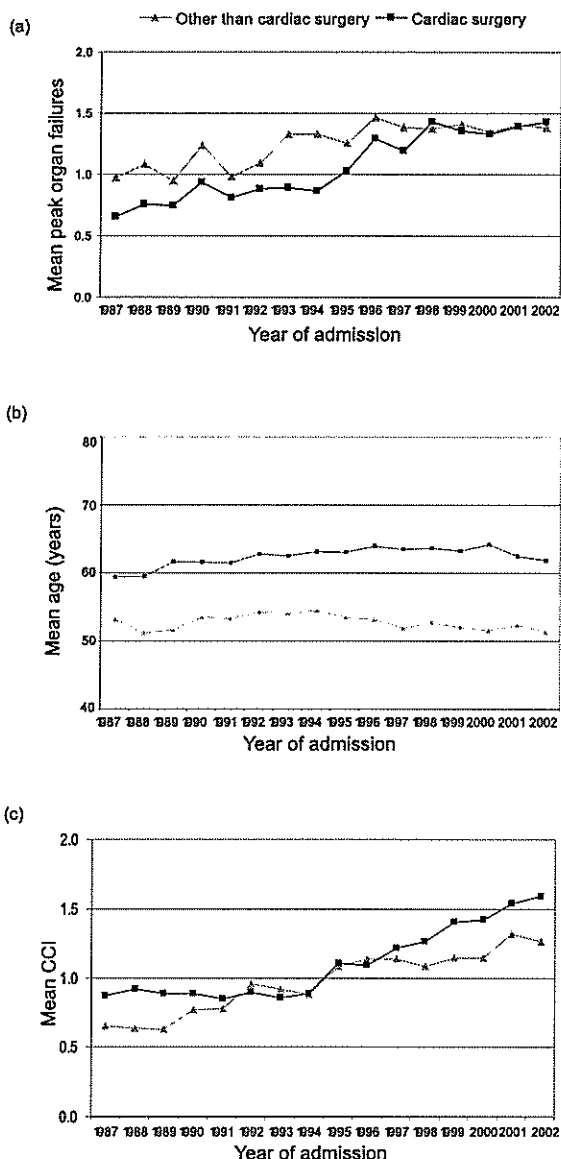 (a)
Other than cardiac surgery Cardiac surgery
Mean peak organ failures
2.0
1.5
1.0
0.5
0.0
1987 1988 1989 1990 1991 1992 1993 1994 1995 1996 1997 1998 1999 2000 2001 2002
Year of admission
(b)
Mean age (years)
80
70
60
50
40
1987 1988 1989 1990 1991 1992 1993 1994 1995 1996 1997 1998 1999 2000 2001 2002
Year of admission
(c)
Mean CCI
2.0
1.5
1.0
0.5
0.0
1987 1988 1989 1990 1991 1992 1993 1994 1995 1996 1997 1998 1999 2000 2001 2002
Year of admission